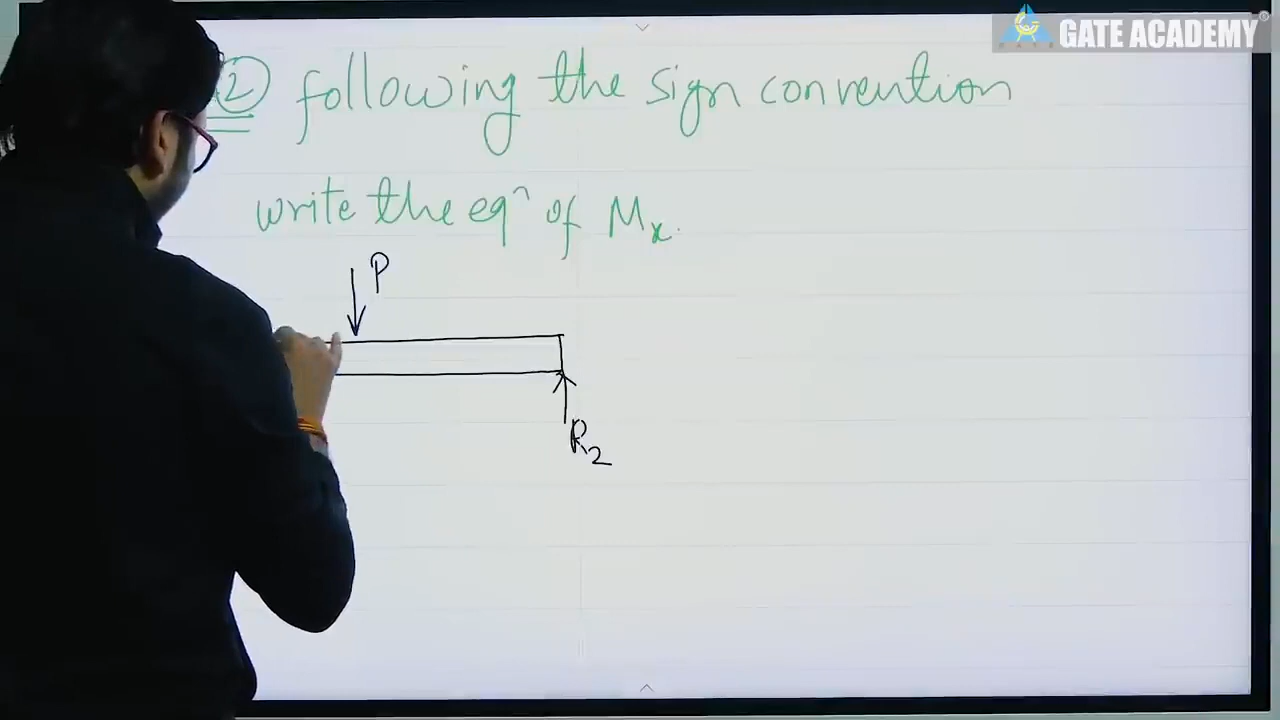 GATE ACADEMY
2) following the sign convention
write the eqⁿ of Mx.
P
R2